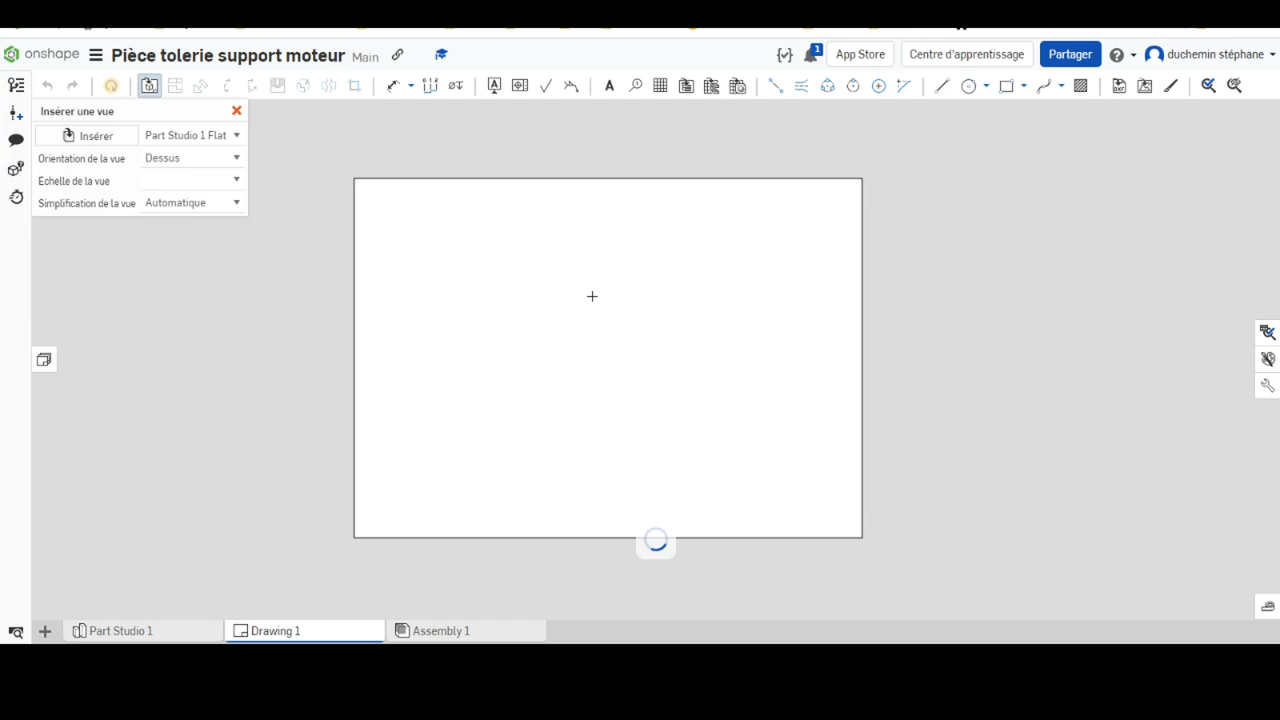 onshape Pièce tolerie support moteur Main 1 App Store Centre d'apprentissage Partager duchemin stéphane
Insérer une vue
Insérer Part Studio 1 Flat
Orientation de la vue Dessus
Échelle de la vue
Simplification de la vue Automatique
Part Studio 1 Drawing 1 Assembly 1